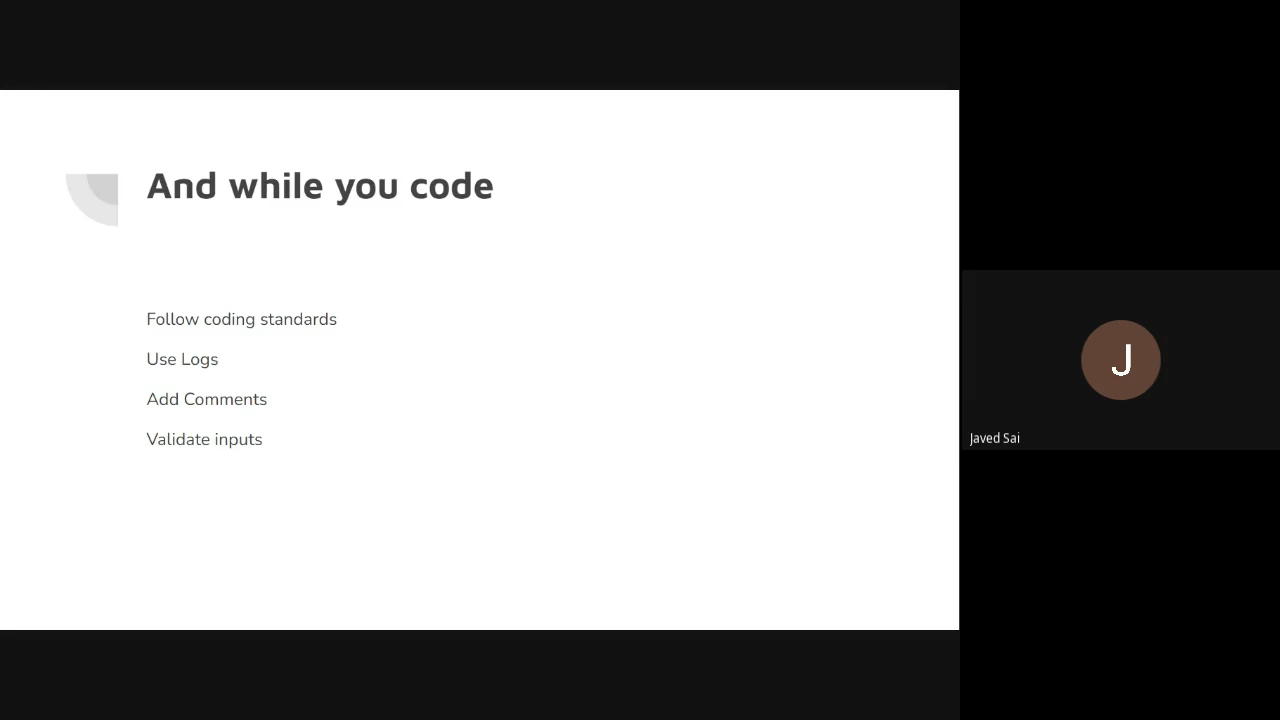 And while you code
Follow coding standards
Use Logs
Add Comments
Validate inputs
J
Javed Sai